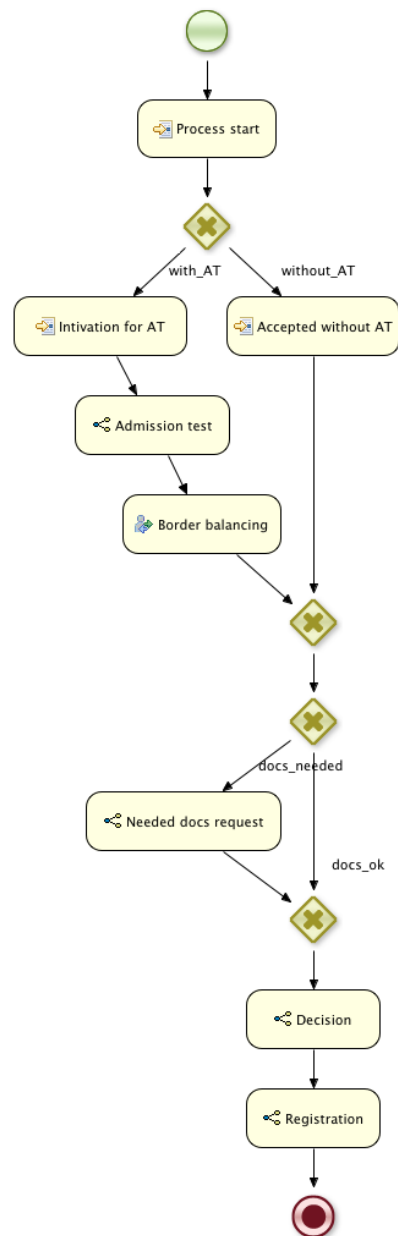 Process start
with_AT
without_AT
Intivation for AT
Accepted without AT
Admission test
Border balancing
docs_needed
Needed docs request
docs_ok
Decision
Registration